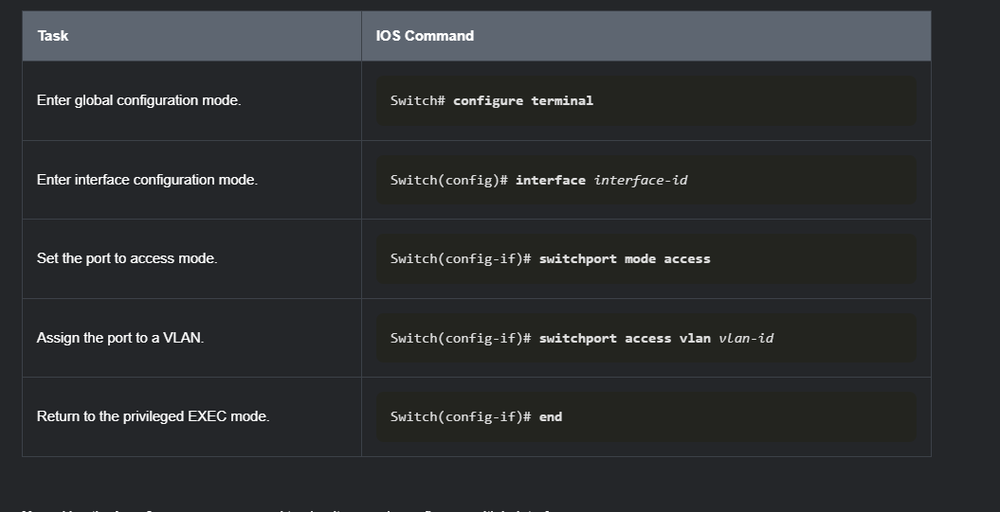 Task
IOS Command
Enter global configuration mode.
Switch# configure terminal
Enter interface configuration mode.
Switch(config)# interface interface-id
Set the port to access mode.
Switch(config-if)# switchport mode access
Assign the port to a VLAN.
Switch(config-if)# switchport access vlan vlan-id
Return to the privileged EXEC mode.
Switch(config-if)# end